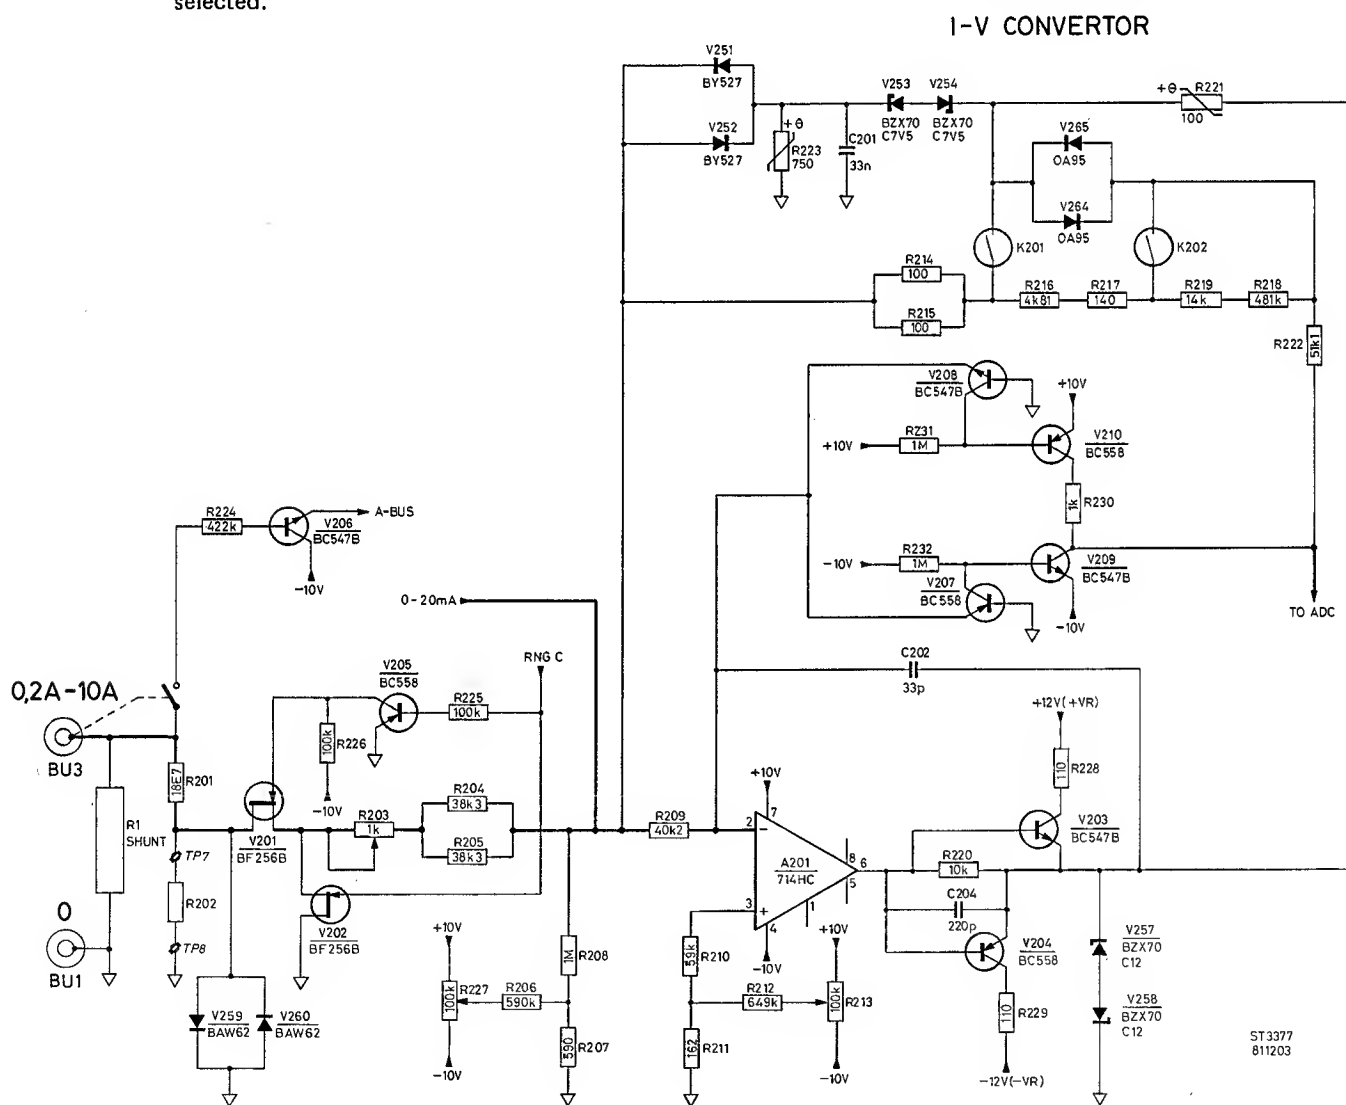 selected.
I-V CONVERTOR
V251
BY527
V252
BY527
+θ
R223
750
C201
33n
V253
BZX70
C7V5
V254
BZX70
C7V5
+θ
R221
100
V265
OA95
V264
OA95
K201
K202
R214
100
R215
100
R216
4k81
R217
140
R219
14k
R218
481k
R222
51k1
V208
BC547B
+10V
R231
1M
+10V
V210
BC558
R230
1k
-10V
R232
1M
V209
BC547B
V207
BC558
-10V
TO ADC
R224
422k
V206
BC547B
A-BUS
-10V
0-20mA
RNG C
C202
33p
0,2A-10A
BU3
R1
SHUNT
0
BU1
R201
18E7
TP7
R202
TP8
V201
BF256B
V205
BC558
R225
100k
R226
100k
-10V
R203
1k
R204
38k3
R205
38k3
V202
BF256B
V259
BAW62
V260
BAW62
+10V
R227
100k
-10V
R206
590k
R208
1M
R207
590
R209
40k2
+10V
7
2
-
A201
714HC
3
+
4
-10V
8
6
5
1
R210
59k
R211
162
R212
649k
+10V
R213
100k
-10V
R220
10k
C204
220p
V204
BC558
R229
110
-12V(-VR)
+12V(+VR)
R228
110
V203
BC547B
V257
BZX70
C12
V258
BZX70
C12
ST3377
811203